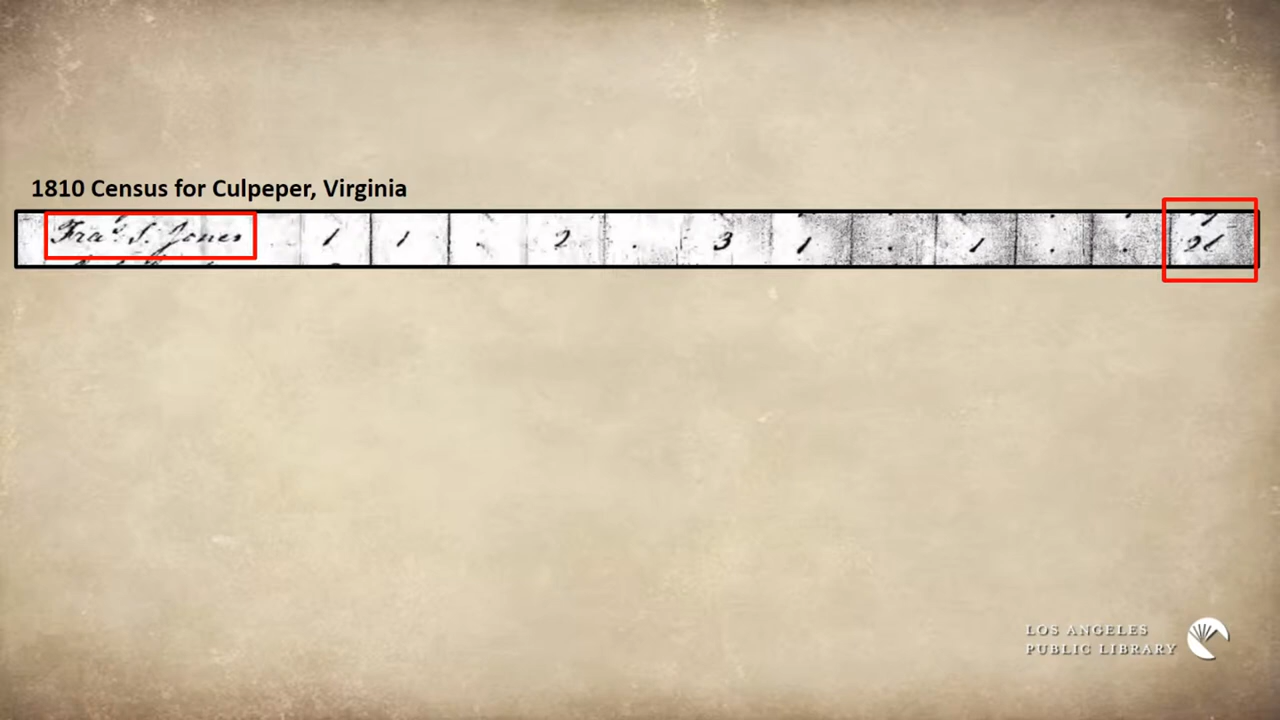 1810 Census for Culpeper, Virginia
Fra.s S. Jones 1 1 . 2 . 3 1 . 1 . . 21
LOS ANGELES
PUBLIC LIBRARY